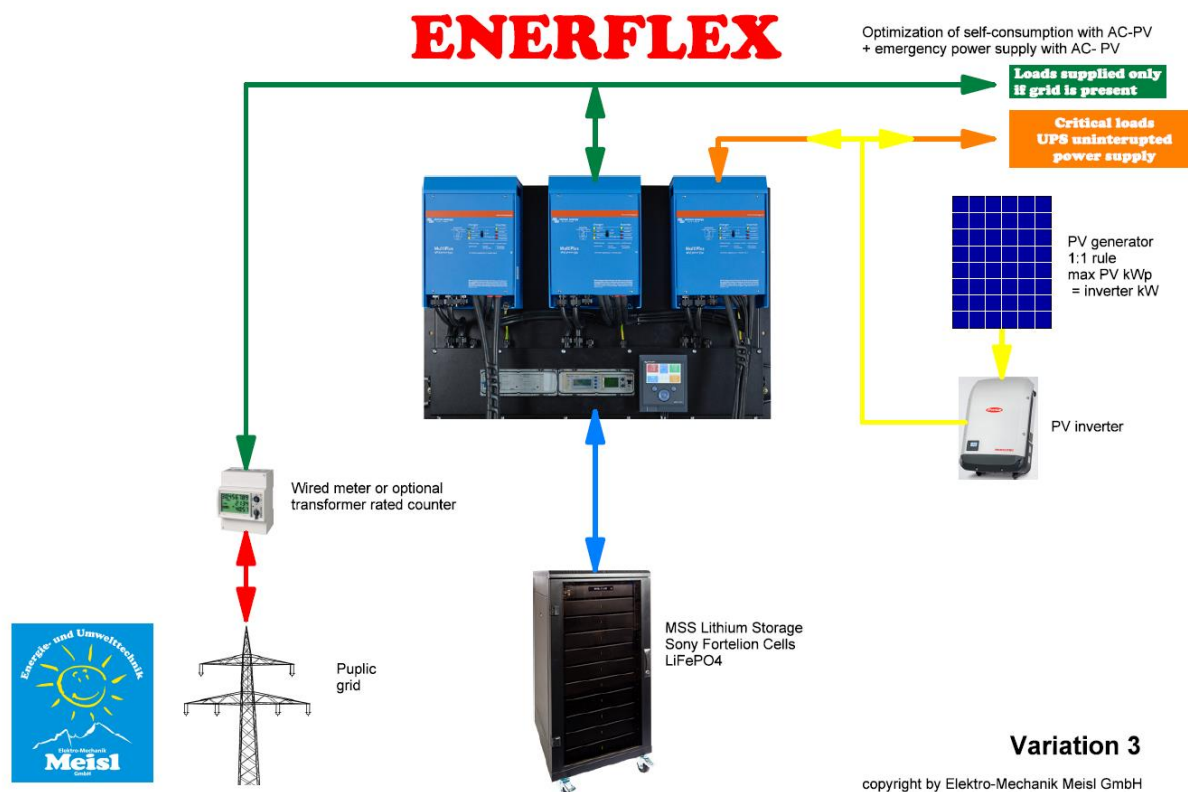 ENERFLEX
Optimization of self-consumption with AC-PV
+ emergency power supply with AC- PV
Loads supplied only
if grid is present
Critical loads
UPS uninterupted
power supply
MultiPlus
MultiPlus
MultiPlus
PV generator
1:1 rule
max PV kWp
= inverter kW
PV inverter
Wired meter or optional
transformer rated counter
MSS Lithium Storage
Sony Fortelion Cells
LiFePO4
Puplic
grid
Energie- und Umwelttechnik
Elektro-Mechanik
Meisl
GmbH
Variation 3
copyright by Elektro-Mechanik Meisl GmbH